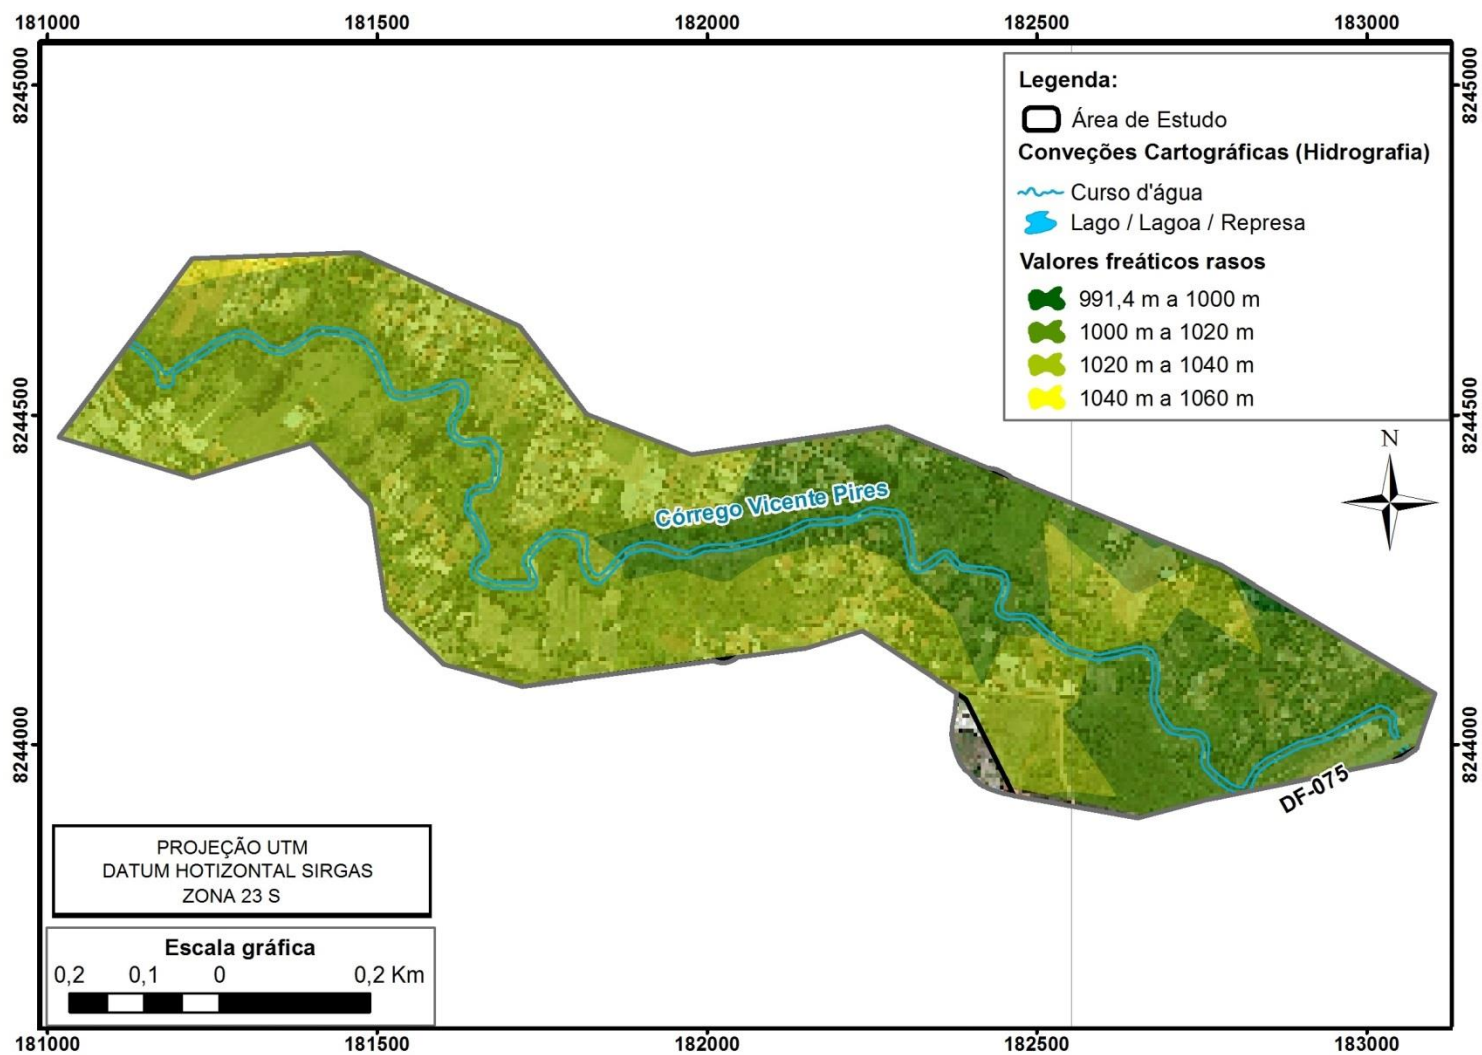 181000 181500 182000 182500 183000
8245000
8245000
Legenda:
Área de Estudo
Conveções Cartográficas (Hidrografia)
Curso d'água
Lago / Lagoa / Represa
Valores freáticos rasos
991,4 m a 1000 m
1000 m a 1020 m
1020 m a 1040 m
1040 m a 1060 m
8244500
8244500
N
Córrego Vicente Pires
8244000
8244000
DF-075
PROJEÇÃO UTM
DATUM HOTIZONTAL SIRGAS
ZONA 23 S
Escala gráfica
0,2 0,1 0 0,2 Km
181000 181500 182000 182500 183000